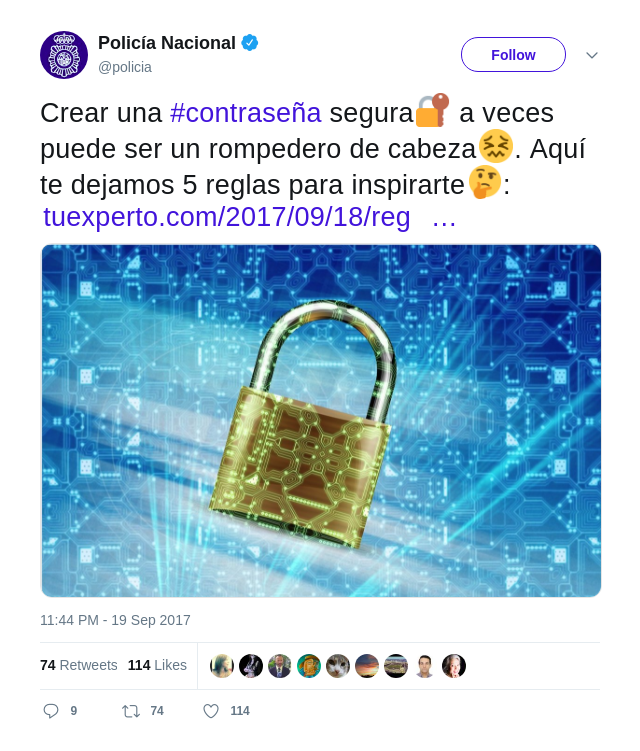 Policía Nacional
@policia
Follow
Crear una #contraseña segura🔐 a veces
puede ser un rompedero de cabeza😖. Aquí
te dejamos 5 reglas para inspirarte🤔:
tuexperto.com/2017/09/18/reg …
11:44 PM - 19 Sep 2017
74 Retweets 114 Likes
9 74 114